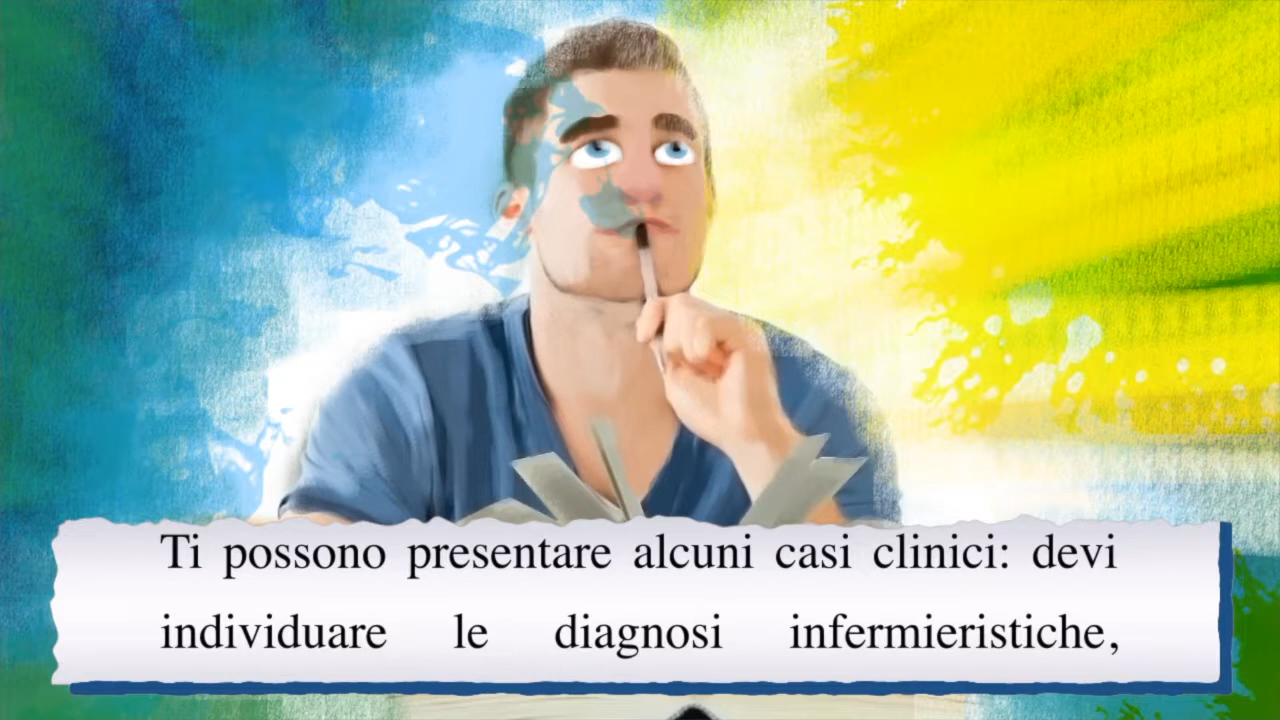 Ti possono presentare alcuni casi clinici: devi
individuare le diagnosi infermieristiche,